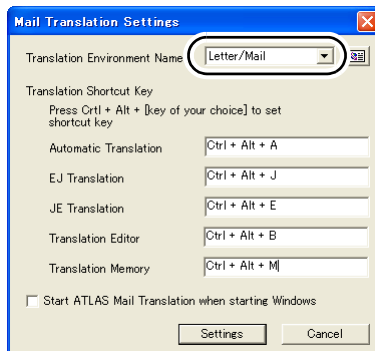 Mail Translation Settings
Translation Environment Name Letter/Mail
Translation Shortcut Key
Press Crtl + Alt + [key of your choice] to set
shortcut key
Automatic Translation Ctrl + Alt + A
EJ Translation Ctrl + Alt + J
JE Translation Ctrl + Alt + E
Translation Editor Ctrl + Alt + B
Translation Memory Ctrl + Alt + M
Start ATLAS Mail Translation when starting Windows
Settings Cancel